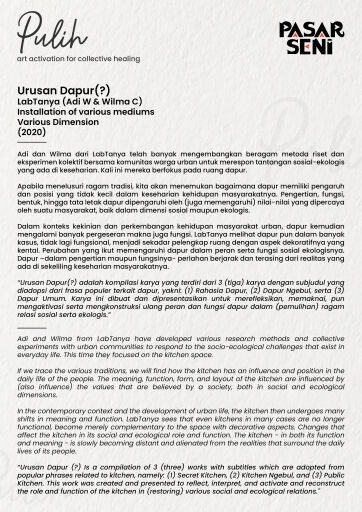 Pulih
art activation for collective healing
PASAR
SENI
Urusan Dapur(?)
LabTanya (Adi W & Wilma C)
Installation of various mediums
Various Dimension
(2020)
Adi dan Wilma dari LabTanya telah banyak mengembangkan beragam metoda riset dan
eksperimen kolektif bersama komunitas warga urban untuk merespon tantangan sosial-ekologis
yang ada di keseharian. Kali ini mereka berfokus pada ruang dapur.
Apabila menelusuri ragam tradisi, kita akan menemukan bagaimana dapur memiliki pengaruh
dan posisi yang tidak kecil dalam keseharian kehidupan masyarakatnya. Pengertian, fungsi,
bentuk, hingga tata letak dapur dipengaruhi oleh (juga memengaruhi) nilai-nilai yang dipercaya
oleh suatu masyarakat, baik dalam dimensi sosial maupun ekologis.
Dalam konteks kekinian dan perkembangan kehidupan masyarakat urban, dapur kemudian
mengalami banyak pergeseran makna juga fungsi. LabTanya melihat dapur pun dalam banyak
kasus, tidak lagi fungsional, menjadi sekadar pelengkap ruang dengan aspek dekoratifnya yang
kental. Perubahan yang ikut memengaruhi dapur dalam peran serta fungsi sosial ekologisnya.
Dapur -dalam pengertian maupun fungsinya- perlahan berjarak dan terasing dari realitas yang
ada di sekeliling keseharian masyarakatnya.
"Urusan Dapur(?) adalah kompilasi karya yang terdiri dari 3 (tiga) karya dengan subjudul yang
diadopsi dari frasa populer terkait dapur, yakni: (1) Rahasia Dapur, (2) Dapur Ngebul, serta (3)
Dapur Umum. Karya ini dibuat dan dipresentasikan untuk merefleksikan, memaknai, pun
mengaktivasi serta mengkonstruksi ulang peran dan fungsi dapur dalam (pemulihan) ragam
relasi sosial serta ekologis."
Adi and Wilma from LabTanya have developed various research methods and collective
experiments with urban communities to respond to the socio-ecological challenges that exist in
everyday life. This time they focused on the kitchen space.
If we trace the various traditions, we will find how the kitchen has an influence and position in the
daily life of the people. The meaning, function, form, and layout of the kitchen are influenced by
(also influence) the values that are believed by a society, both in social and ecological
dimensions.
In the contemporary context and the development of urban life, the kitchen then undergoes many
shifts in meaning and function. LabTanya sees that even kitchens in many cases are no longer
functional, become merely complementary to the space with decorative aspects. Changes that
affect the kitchen in its social and ecological role and function. The kitchen - in both its function
and meaning - is slowly becoming distant and alienated from the realities that surround the daily
lives of its people.
"Urusan Dapur (?) Is a compilation of 3 (three) works with subtitles which are adopted from
popular phrases related to kitchen, namely: (1) Secret Kitchen, (2) Kitchen Ngebul, and (3) Public
Kitchen. This work was created and presented to reflect, interpret, and activate and reconstruct
the role and function of the kitchen in (restoring) various social and ecological relations."